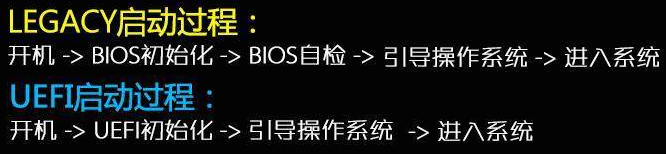 LEGACY启动过程：
开机 -> BIOS初始化 -> BIOS自检 -> 引导操作系统 -> 进入系统
UEFI启动过程：
开机 -> UEFI初始化 -> 引导操作系统 -> 进入系统